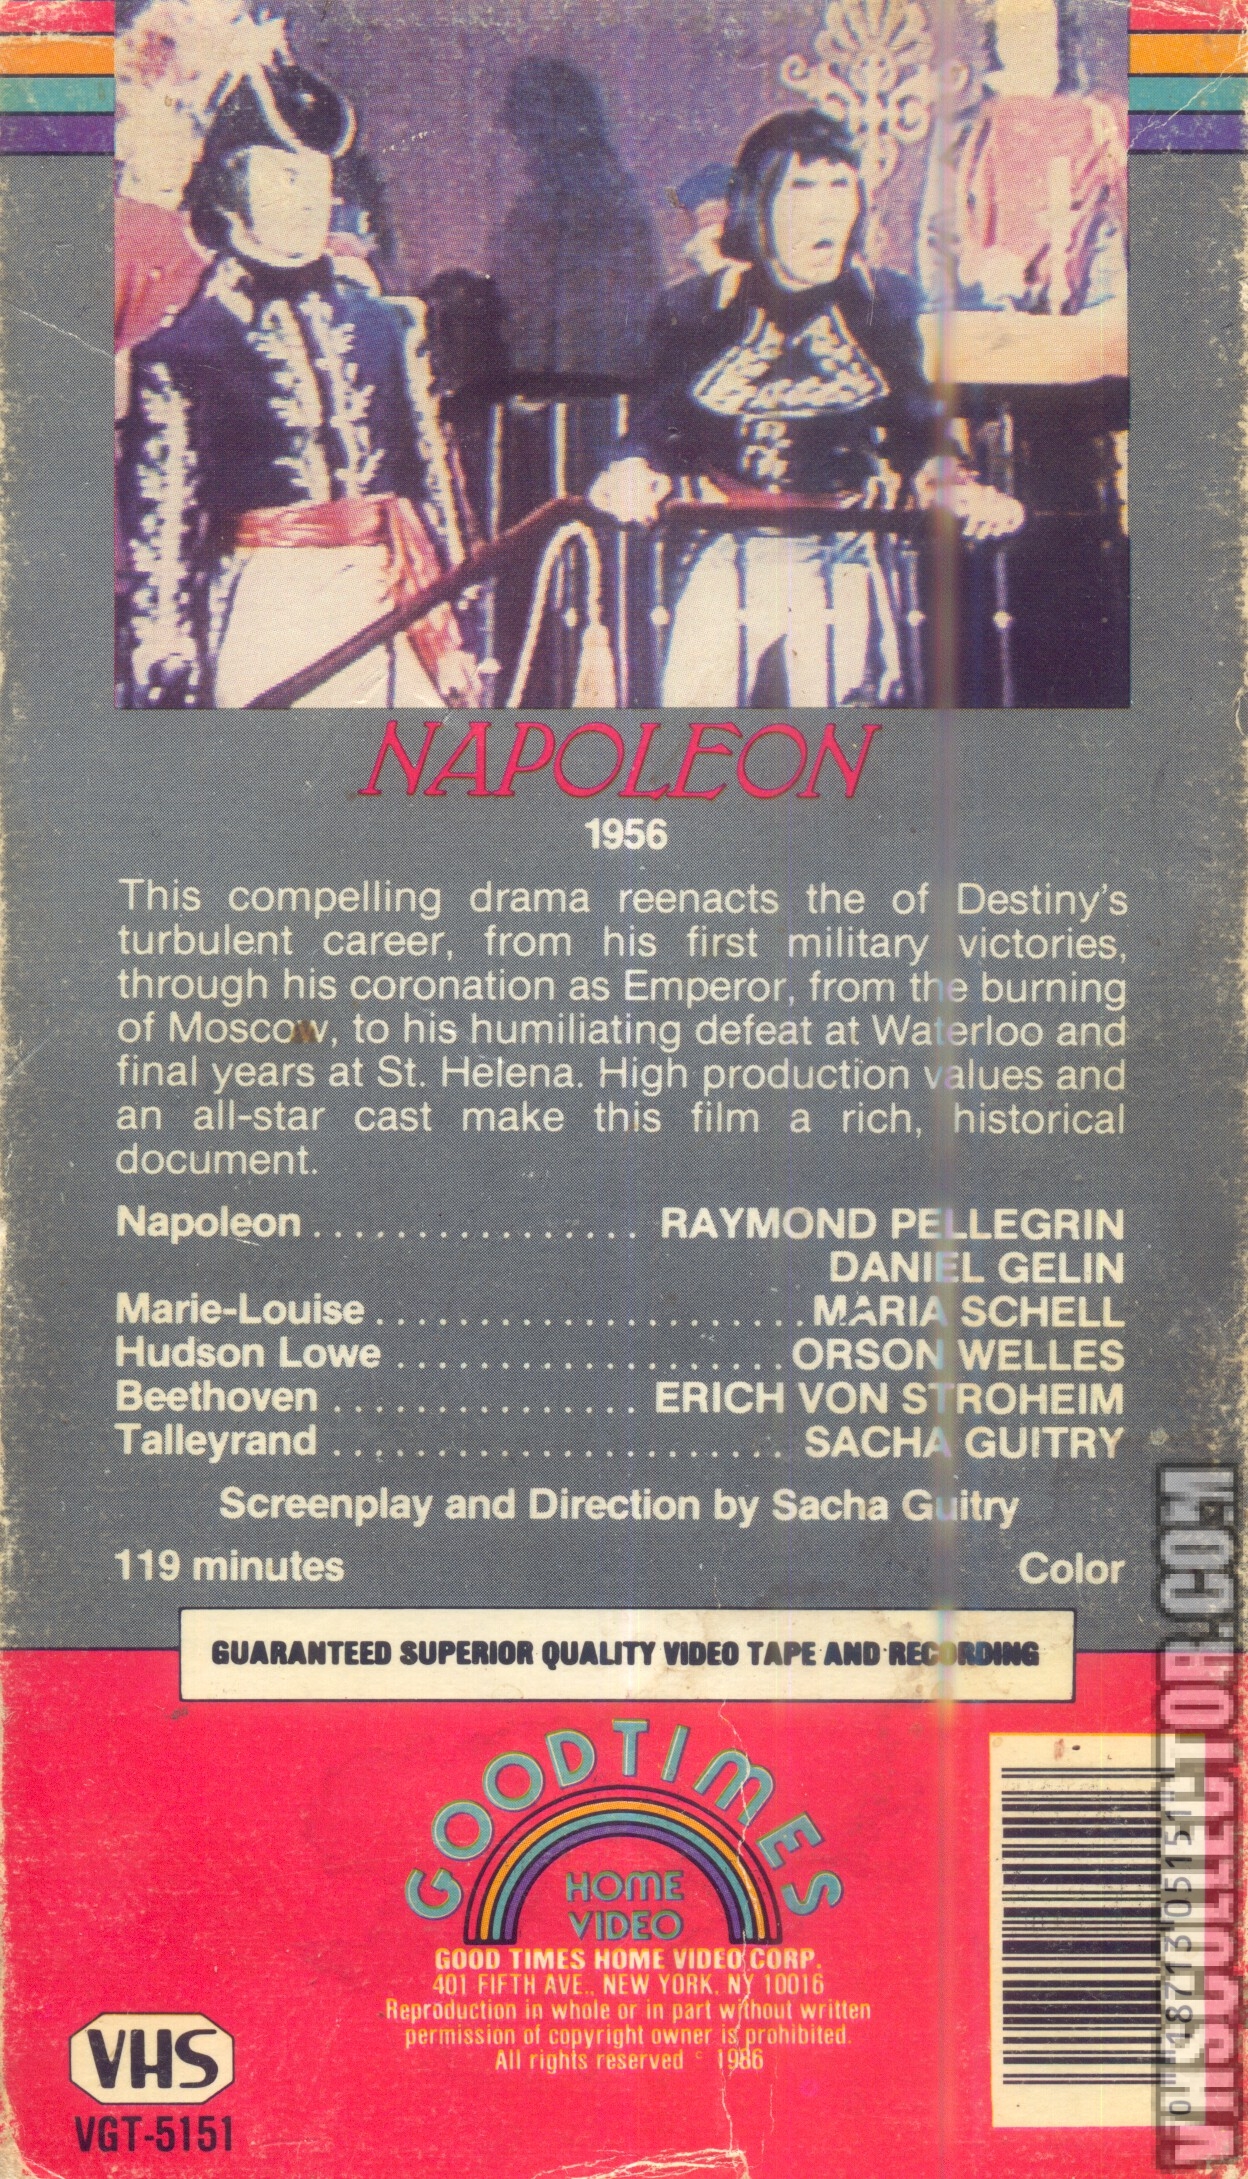 NAPOLEON
1956
This compelling drama reenacts the of Destiny's
turbulent career, from his first military victories,
through his coronation as Emperor, from the burning
of Moscow, to his humiliating defeat at Waterloo and
final years at St. Helena. High production values and
an all-star cast make this film a rich, historical
document.
Napoleon ................ RAYMOND PELLEGRIN
DANIEL GELIN
Marie-Louise ...................... MARIA SCHELL
Hudson Lowe .................... ORSON WELLES
Beethoven ............... ERICH VON STROHEIM
Talleyrand ....................... SACHA GUITRY
Screenplay and Direction by Sacha Guitry
119 minutes Color
GUARANTEED SUPERIOR QUALITY VIDEO TAPE AND RECORDING
GOODTIMES
HOME
VIDEO
GOOD TIMES HOME VIDEO CORP.
401 FIFTH AVE., NEW YORK, NY 10016
Reproduction in whole or in part without written
permission of copyright owner is prohibited.
All rights reserved © 1986
VHS
VGT-5151
VHSCOLLECTOR.COM